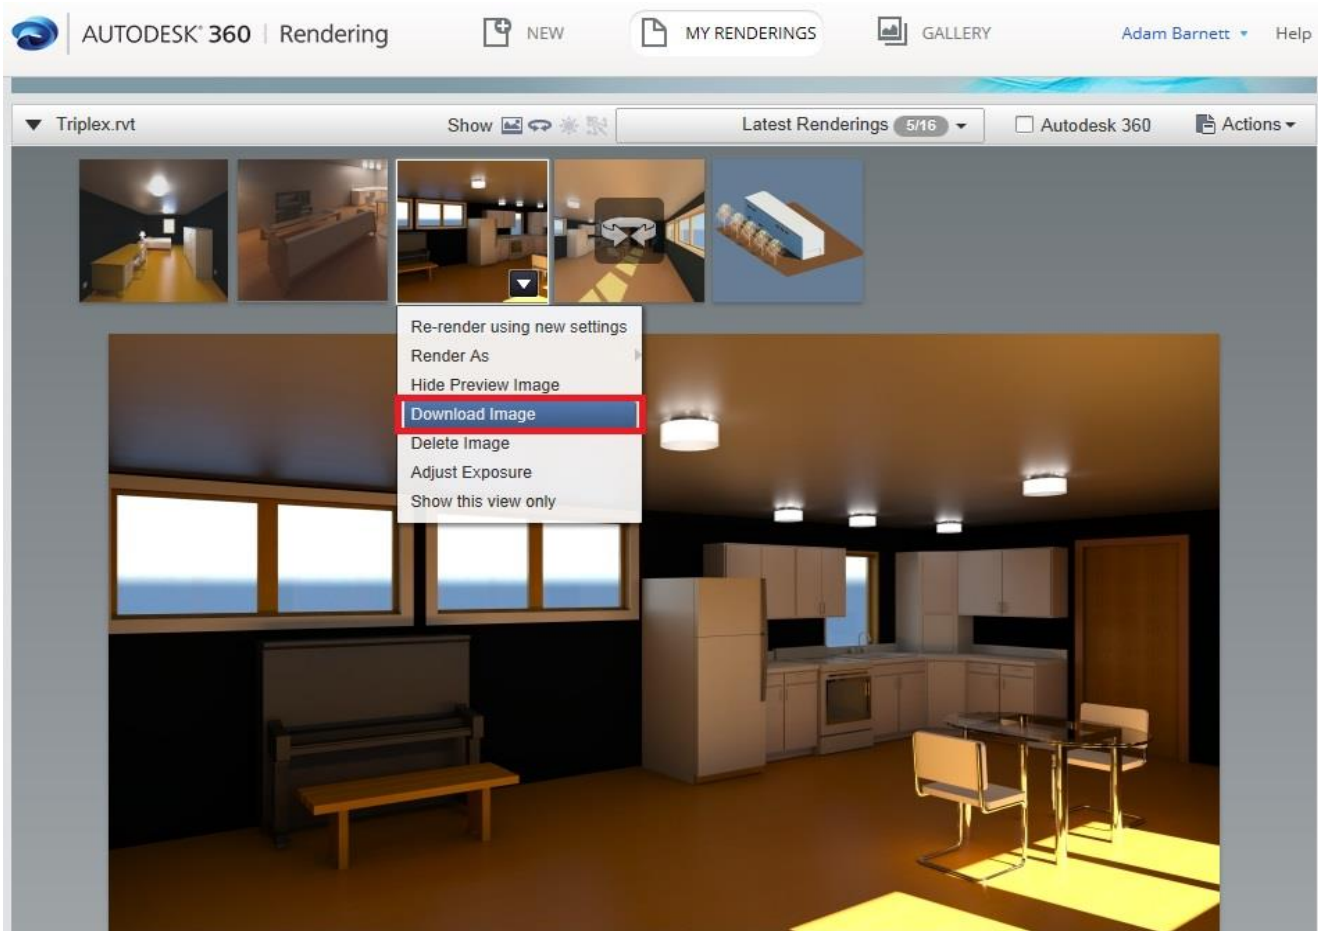 AUTODESK® 360 | Rendering NEW MY RENDERINGS GALLERY Adam Barnett Help
Triplex.rvt Show Latest Renderings 5/16 Autodesk 360 Actions
Re-render using new settings
Render As
Hide Preview Image
Download Image
Delete Image
Adjust Exposure
Show this view only